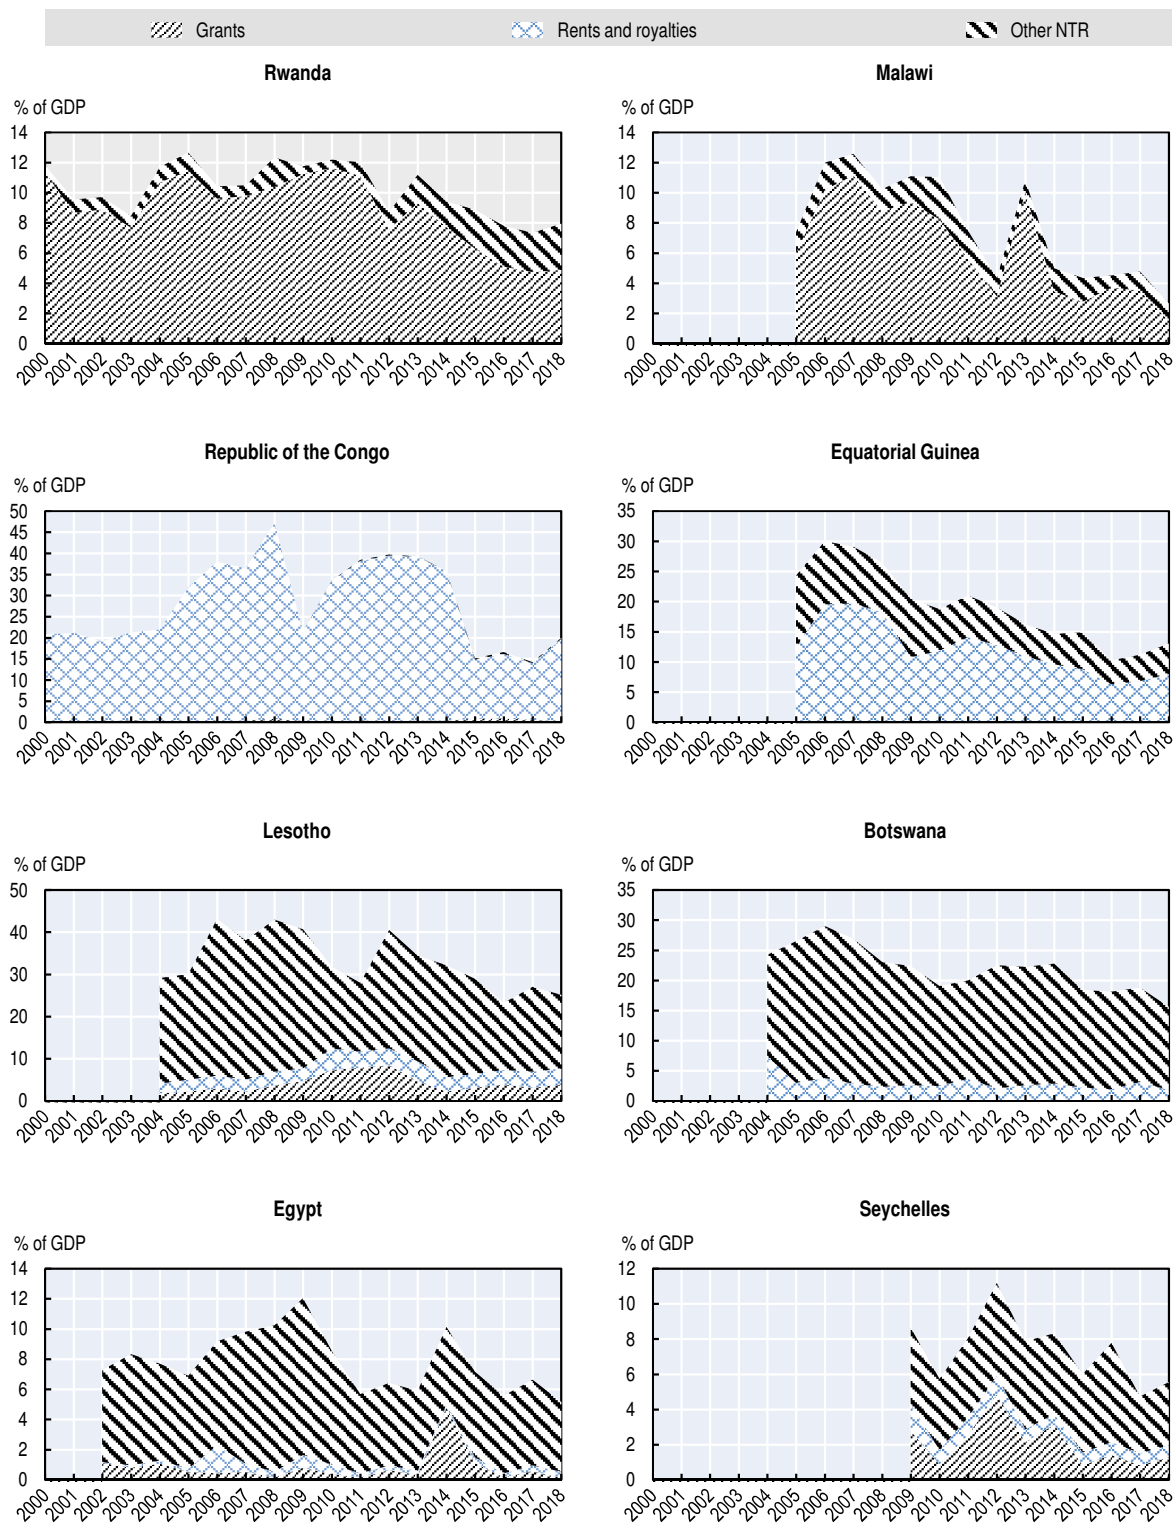 Grants Rents and royalties Other NTR
Rwanda
% of GDP
14
12
10
8
6
4
2
0
2000 2001 2002 2003 2004 2005 2006 2007 2008 2009 2010 2011 2012 2013 2014 2015 2016 2017 2018
Malawi
% of GDP
14
12
10
8
6
4
2
0
2000 2001 2002 2003 2004 2005 2006 2007 2008 2009 2010 2011 2012 2013 2014 2015 2016 2017 2018
Republic of the Congo
% of GDP
50
45
40
35
30
25
20
15
10
5
0
2000 2001 2002 2003 2004 2005 2006 2007 2008 2009 2010 2011 2012 2013 2014 2015 2016 2017 2018
Equatorial Guinea
% of GDP
35
30
25
20
15
10
5
0
2000 2001 2002 2003 2004 2005 2006 2007 2008 2009 2010 2011 2012 2013 2014 2015 2016 2017 2018
Lesotho
% of GDP
50
40
30
20
10
0
2000 2001 2002 2003 2004 2005 2006 2007 2008 2009 2010 2011 2012 2013 2014 2015 2016 2017 2018
Botswana
% of GDP
35
30
25
20
15
10
5
0
2000 2001 2002 2003 2004 2005 2006 2007 2008 2009 2010 2011 2012 2013 2014 2015 2016 2017 2018
Egypt
% of GDP
14
12
10
8
6
4
2
0
2000 2001 2002 2003 2004 2005 2006 2007 2008 2009 2010 2011 2012 2013 2014 2015 2016 2017 2018
Seychelles
% of GDP
12
10
8
6
4
2
0
2000 2001 2002 2003 2004 2005 2006 2007 2008 2009 2010 2011 2012 2013 2014 2015 2016 2017 2018